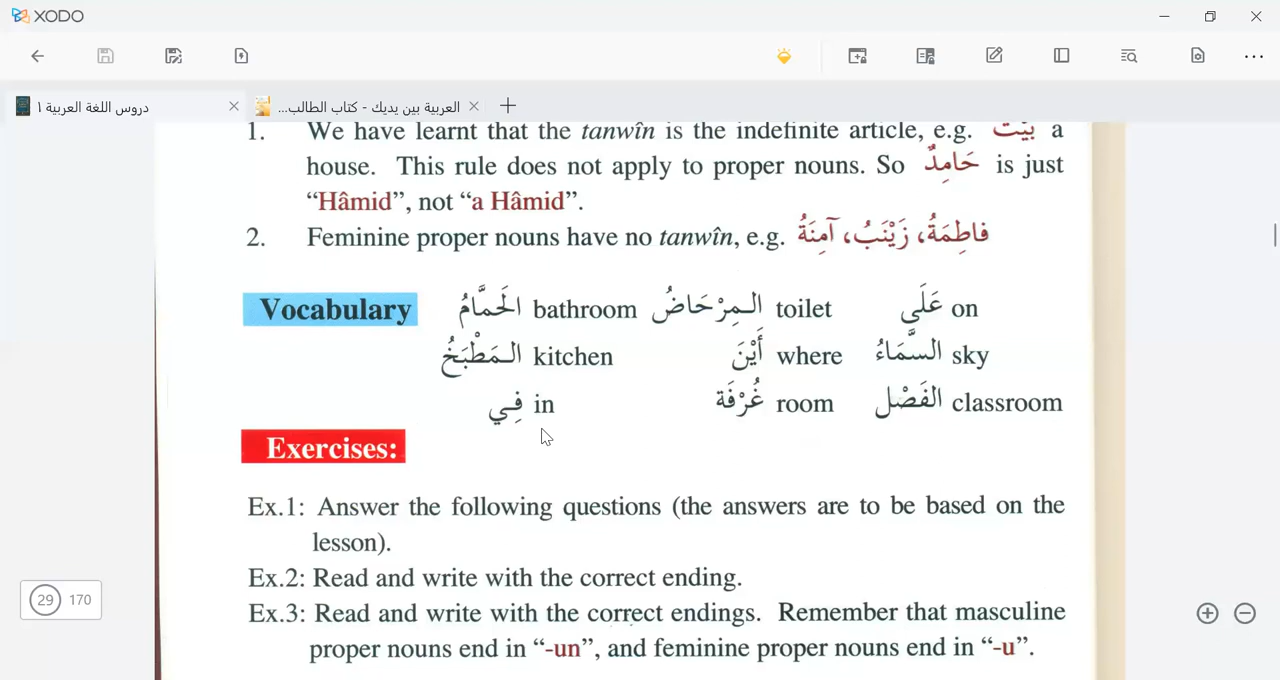 XODO
دروس اللغة العربية ١
العربية بين يديك - كتاب الطالب...
1. We have learnt that the tanwîn is the indefinite article, e.g. بَيْتٌ a
house. This rule does not apply to proper nouns. So حَامِدٌ is just
“Hâmid”, not “a Hâmid”.
2. Feminine proper nouns have no tanwîn, e.g. فاطِمَةُ، زَيْنَبُ، آمِنَةُ
Vocabulary الحَمَّامُ bathroom المِرْحَاضُ toilet عَلَى on
المَطْبَخُ kitchen أَيْنَ where السَّمَاءُ sky
فِي in غُرْفَة room الفَصْل classroom
Exercises:
Ex.1: Answer the following questions (the answers are to be based on the
lesson).
Ex.2: Read and write with the correct ending.
Ex.3: Read and write with the correct endings. Remember that masculine
proper nouns end in “-un”, and feminine proper nouns end in “-u”.
29 170